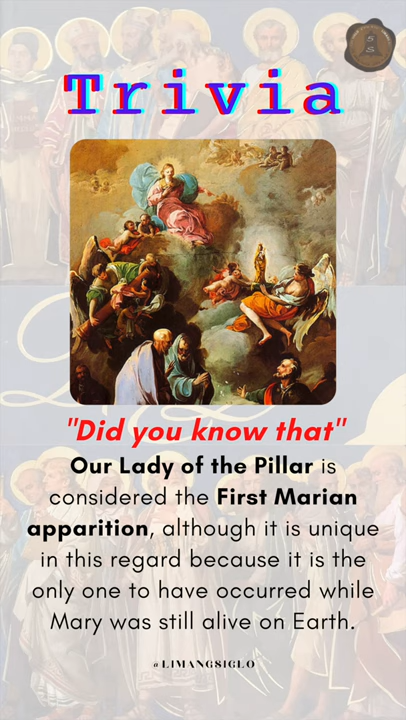 Trivia
"Did you know that"
Our Lady of the Pillar is
considered the First Marian
apparition, although it is unique
in this regard because it is the
only one to have occurred while
Mary was still alive on Earth.
@LIMANGSIGLO